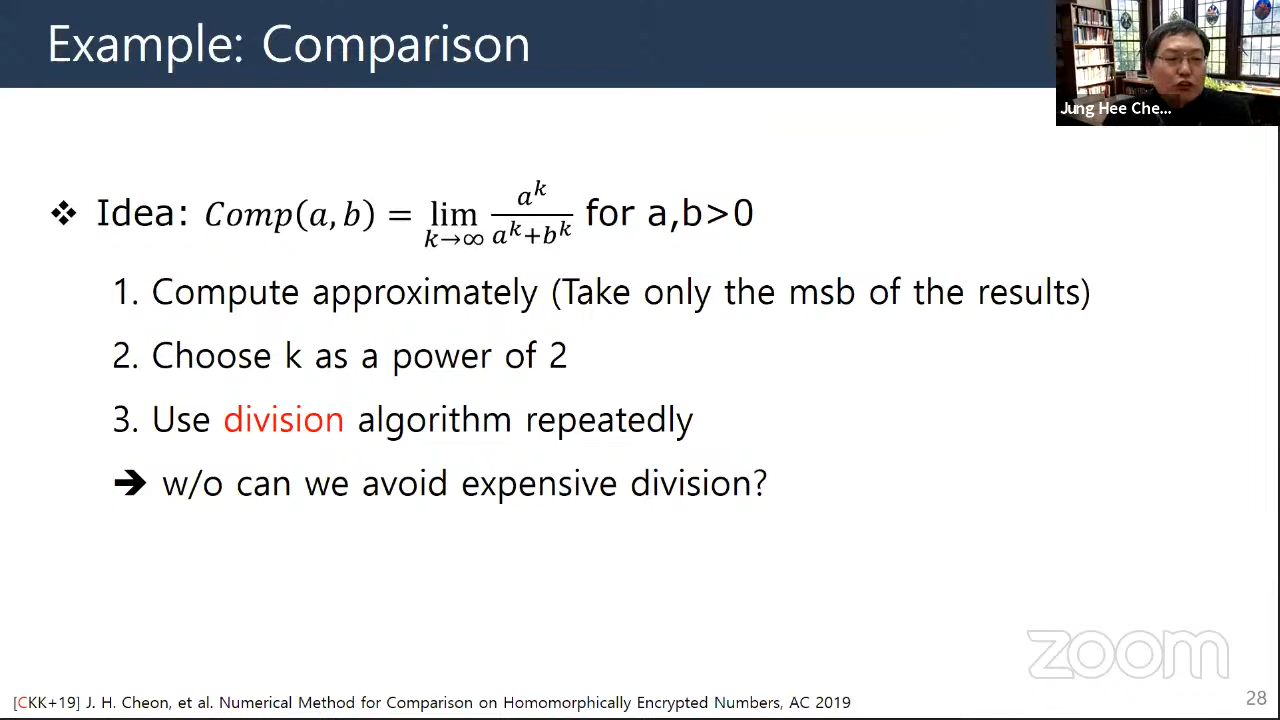 Example: Comparison
Jung Hee Che...
❖ Idea: Comp(a, b) = lim_{k→∞} a^k / (a^k+b^k) for a,b>0
1. Compute approximately (Take only the msb of the results)
2. Choose k as a power of 2
3. Use division algorithm repeatedly
➔ w/o can we avoid expensive division?
zoom
[CKK+19] J. H. Cheon, et al. Numerical Method for Comparison on Homomorphically Encrypted Numbers, AC 2019
28